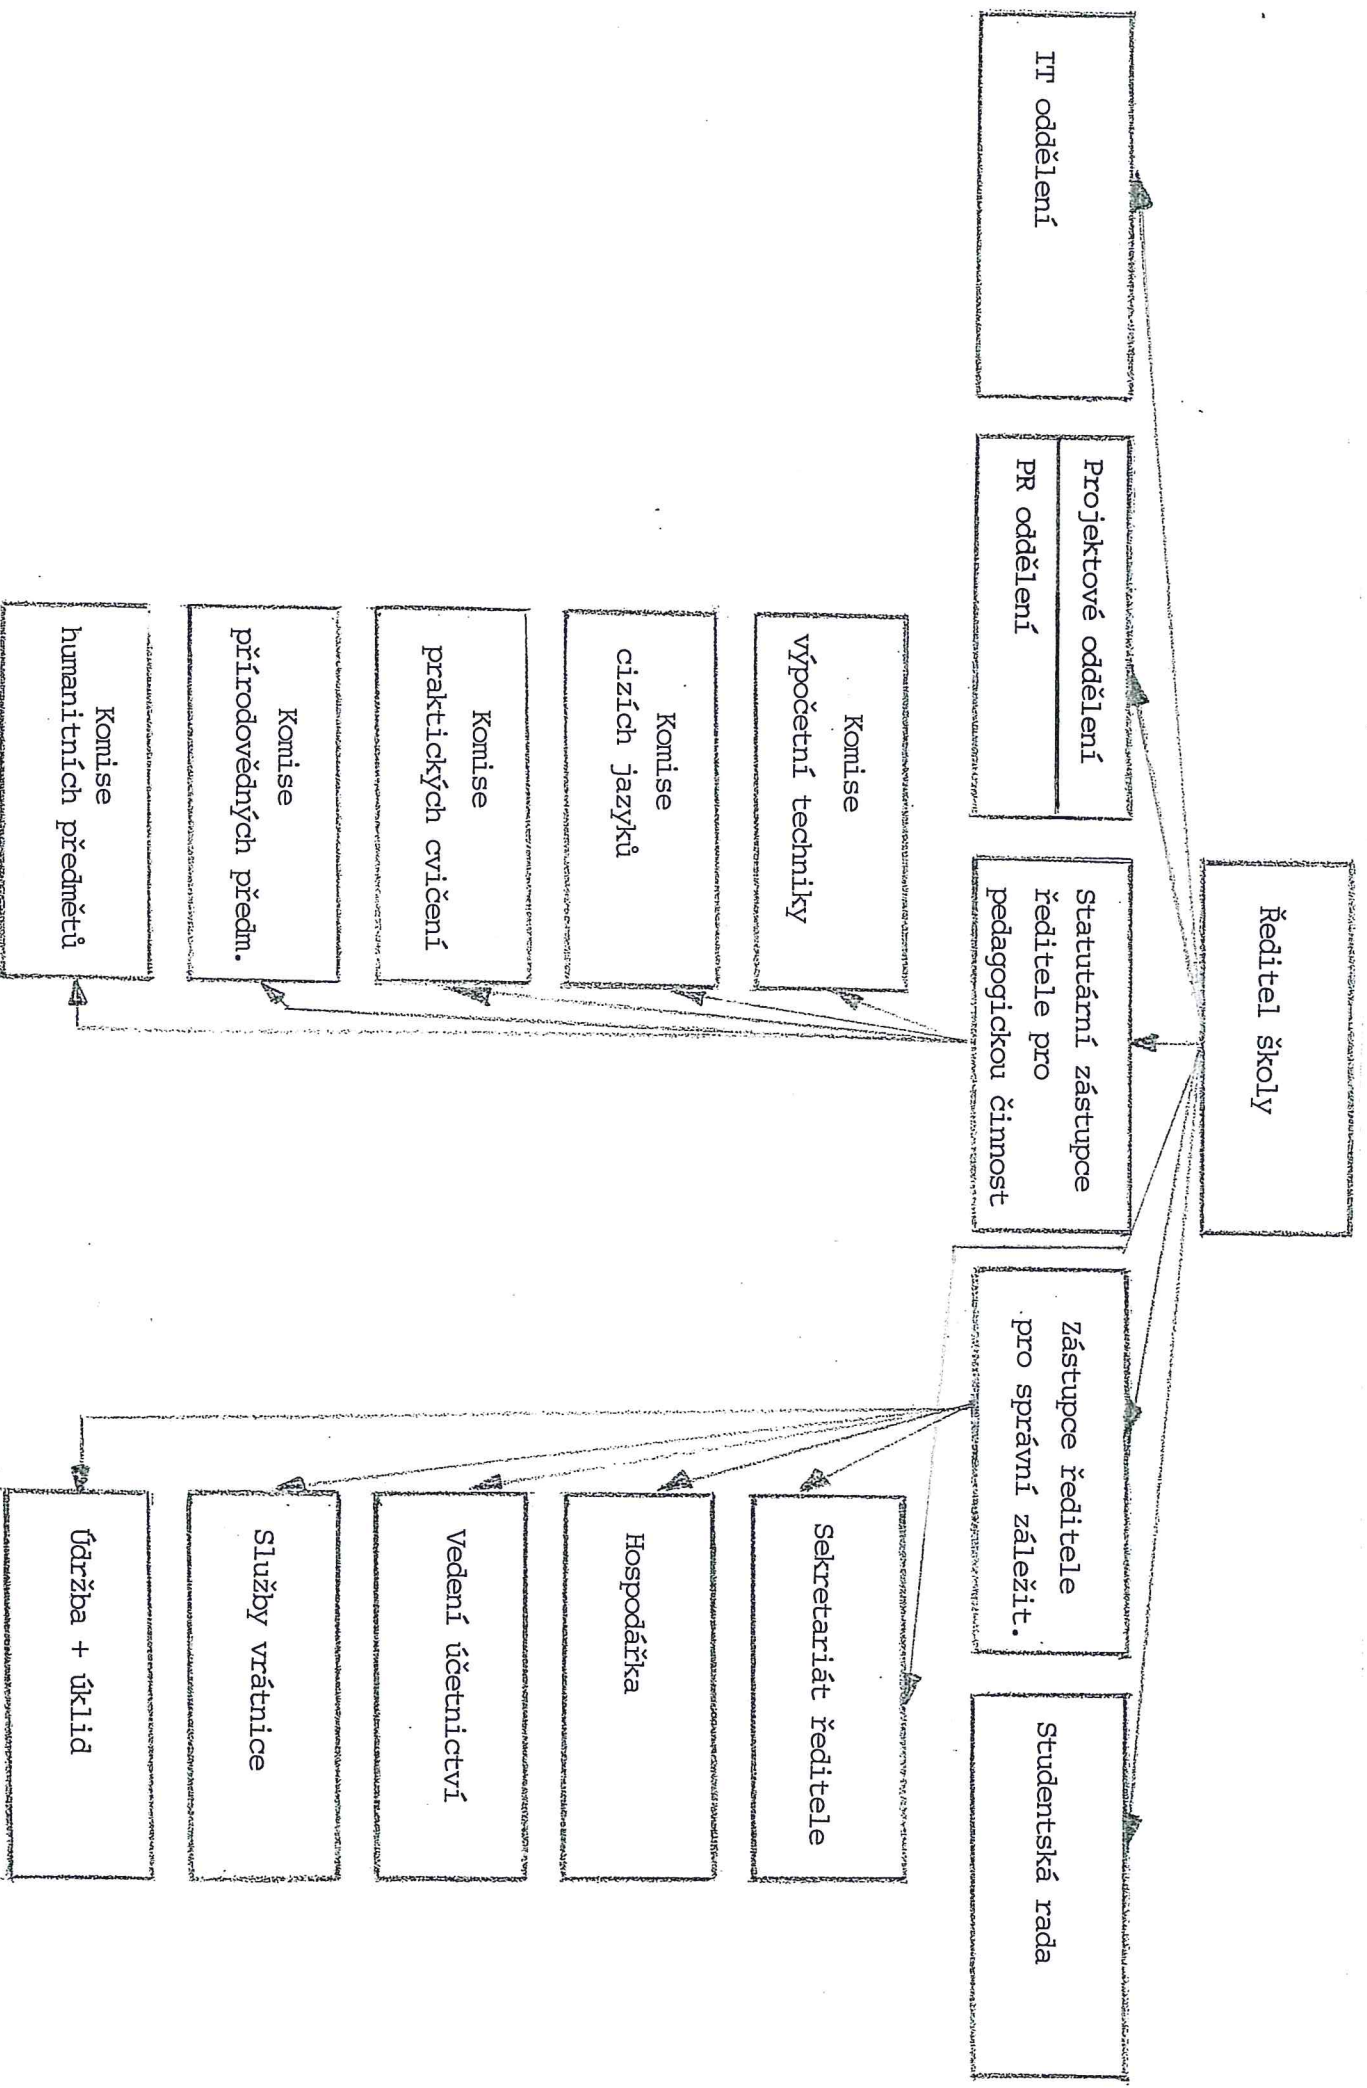 Ředitel školy
IT oddělení
Projektové oddělení
PR oddělení
Statutární zástupce
ředitele pro
pedagogickou činnost
Zástupce ředitele
pro správní záležit.
Studentská rada
Komise
výpočetní techniky
Komise
cizích jazyků
Komise
praktických cvičení
Komise
přírodovědných předm.
Komise
humanitních předmětů
Sekretariát ředitele
Hospodářka
Vedení účetnictví
Služby vrátnice
Údržba + úklid